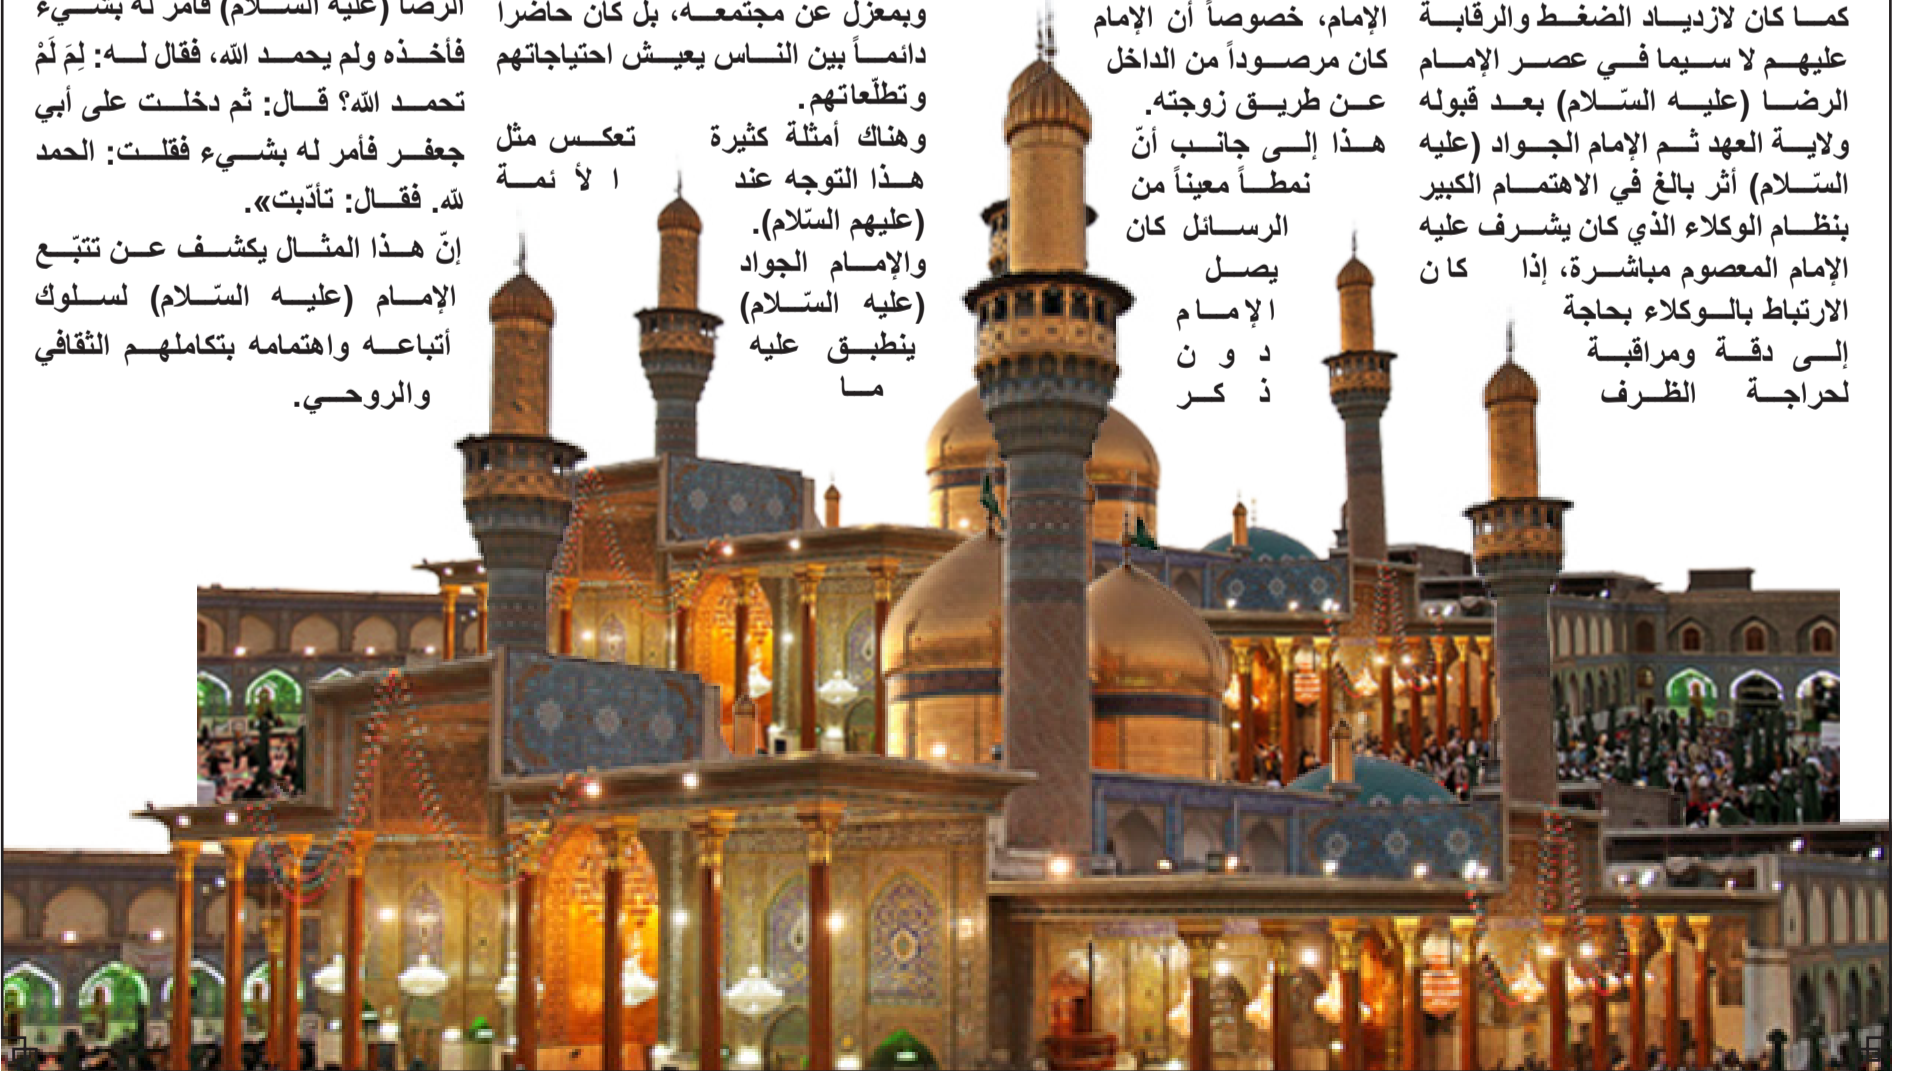 كما كان لازدياد الضغط والرقابة
عليهم لا سيما في عصر الإمام
الرضا (عليه السّلام) بعد قبوله
ولاية العهد ثم الإمام الجواد (عليه
السّلام) أثر بالغ في الاهتمام الكبير
بنظام الوكلاء الذي كان يشرف عليه
الإمام المعصوم مباشرة، إذا كان
الارتباط بالوكلاء بحاجة
إلى دقة ومراقبة
لحراجة الظرف
الإمام، خصوصاً أن الإمام
كان مرصوداً من الداخل
عن طريق زوجته.
هذا إلى جانب أنّ
نمطاً معيناً من
الرسائل كان
يصل
الإمام
دون
ذكر
وبمعزل عن مجتمعه، بل كان حاضراً
دائماً بين الناس يعيش احتياجاتهم
وتطلّعاتهم.
وهناك أمثلة كثيرة تعكس مثل
هذا التوجه عند الأئمة
(عليهم السّلام).
والإمام الجواد
(عليه السّلام)
ينطبق عليه
ما
الرضا (عليه السّلام) فأمر له بشيء
فأخذه ولم يحمد الله، فقال له: لِمَ لَمْ
تحمد الله؟ قال: ثم دخلت على أبي
جعفر فأمر له بشيء فقلت: الحمد
لله. فقال: تأدّبت».
إنّ هذا المثال يكشف عن تتبّع
الإمام (عليه السّلام) لسلوك
أتباعه واهتمامه بتكاملهم الثقافي
والروحي.